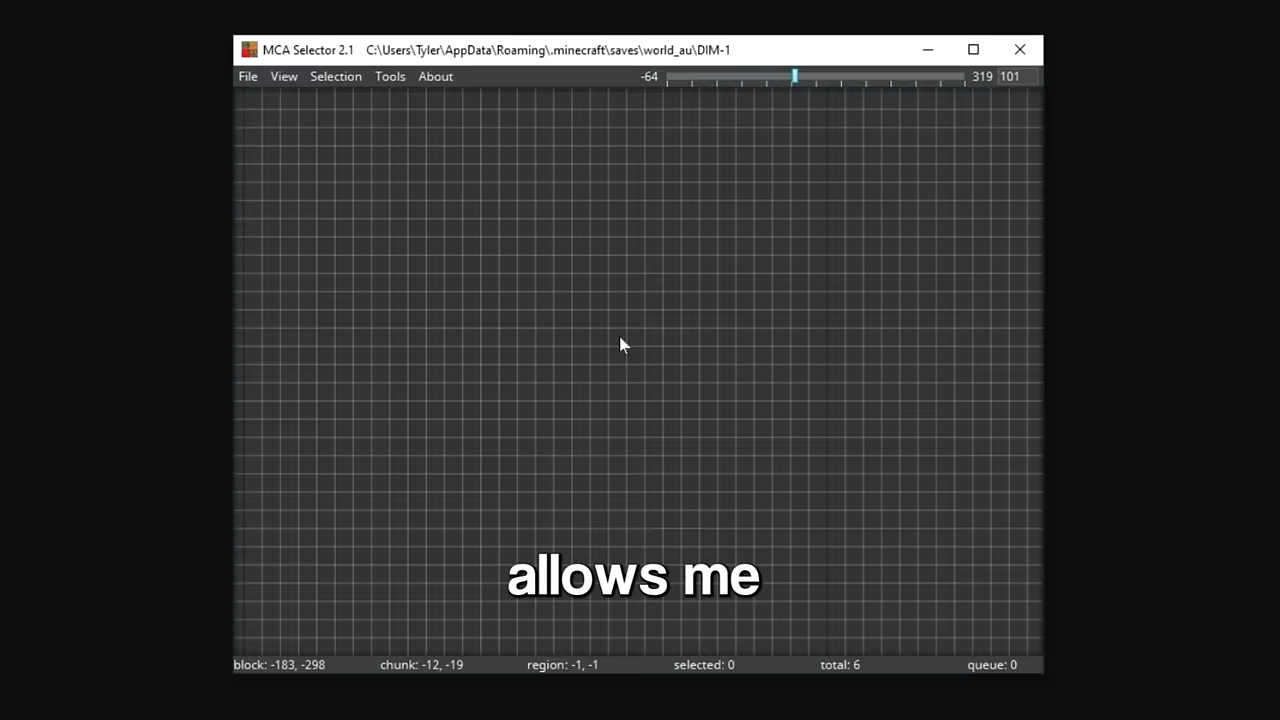 MCA Selector 2.1 C:\Users\Tyler\AppData\Roaming\.minecraft\saves\world_au\DIM-1
File View Selection Tools About -64 319 101
allows me
block: -183, -298 chunk: -12, -19 region: -1, -1 selected: 0 total: 6 queue: 0